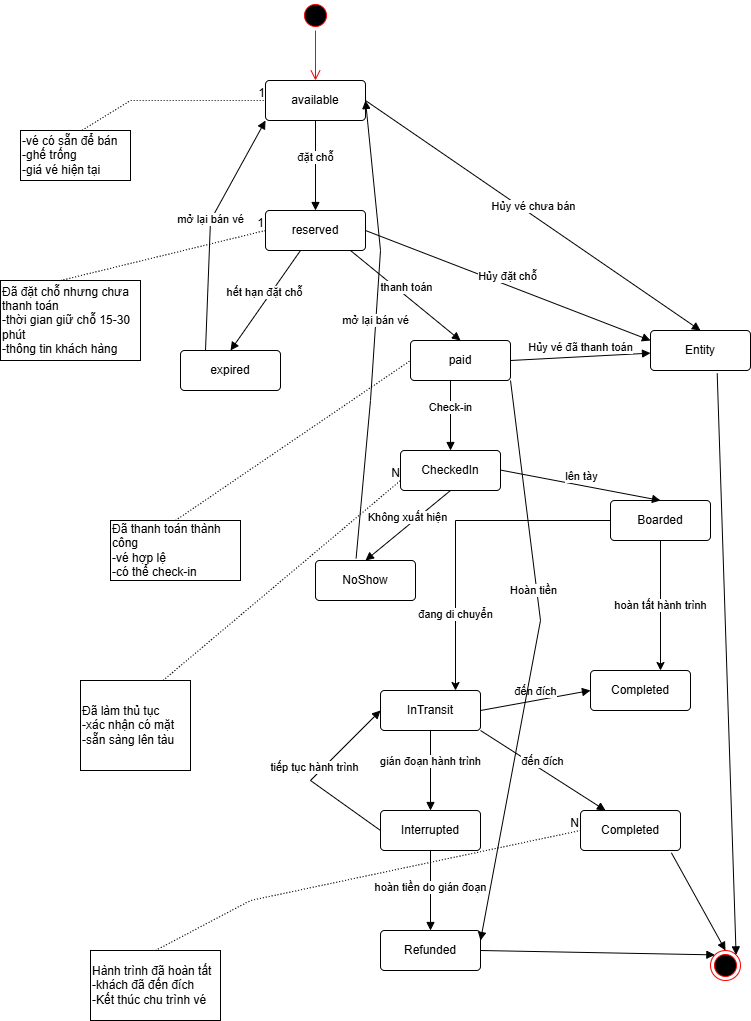 1
available
-vé có sẵn để bán
-ghế trống
-giá vé hiện tại
đặt chỗ
Hủy vé chưa bán
mở lại bán vé
1
reserved
Đã đặt chỗ nhưng chưa
thanh toán
-thời gian giữ chỗ 15-30
phút
-thông tin khách hàng
hết hạn đặt chỗ
thanh toán
Hủy đặt chỗ
mở lại bán vé
expired
paid
Hủy vé đã thanh toán
Entity
Check-in
N
CheckedIn
lên tày
Boarded
Đã thanh toán thành
công
-vé hợp lệ
-có thể check-in
Không xuất hiện
NoShow
Hoàn tiền
đang di chuyển
hoàn tất hành trình
Đã làm thủ tục
-xác nhận có mặt
-sẵn sàng lên tàu
InTransit
đến đích
Completed
tiếp tục hành trình
gián đoạn hành trình
đến đích
Interrupted
N
Completed
hoàn tiền do gián đoạn
Refunded
Hành trình đã hoàn tất
-khách đã đến đích
-Kết thúc chu trình vé